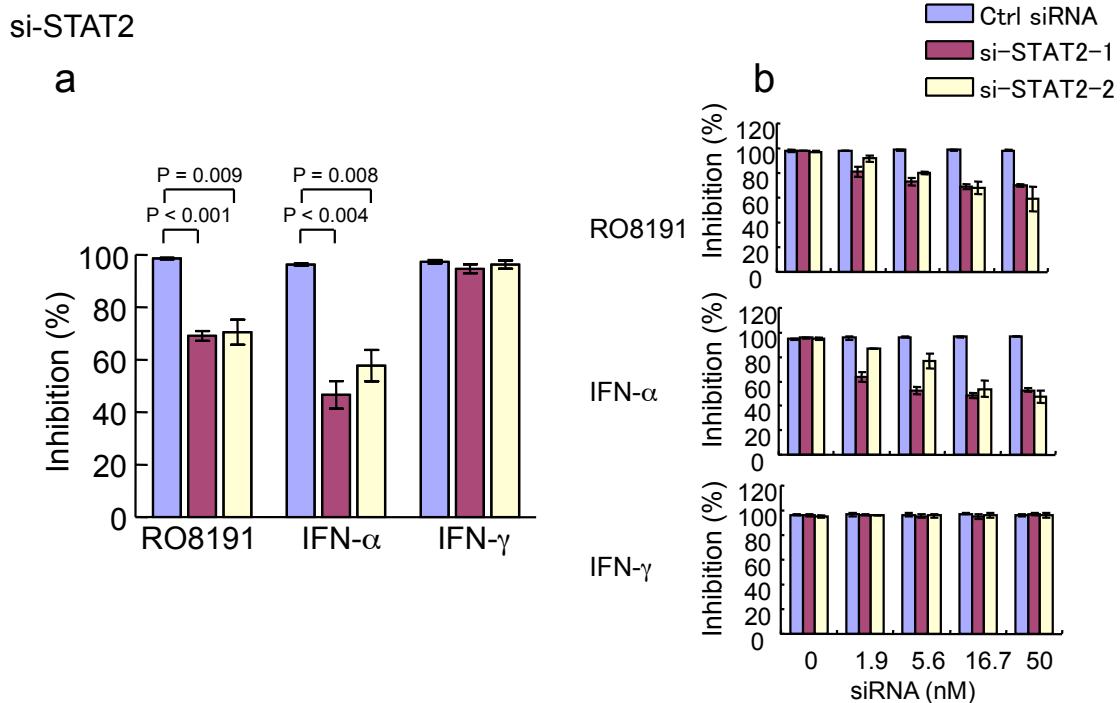 si-STAT2
Ctrl siRNA
si-STAT2-1
si-STAT2-2
a
P = 0.009
P < 0.001
P = 0.008
P < 0.004
Inhibition (%)
100
80
60
40
20
0
RO8191
IFN-α
IFN-γ
b
RO8191
Inhibition (%)
120
100
80
60
40
20
0
IFN-α
Inhibition (%)
120
100
80
60
40
20
0
IFN-γ
Inhibition (%)
120
100
80
60
40
20
0
0 1.9 5.6 16.7 50
siRNA (nM)